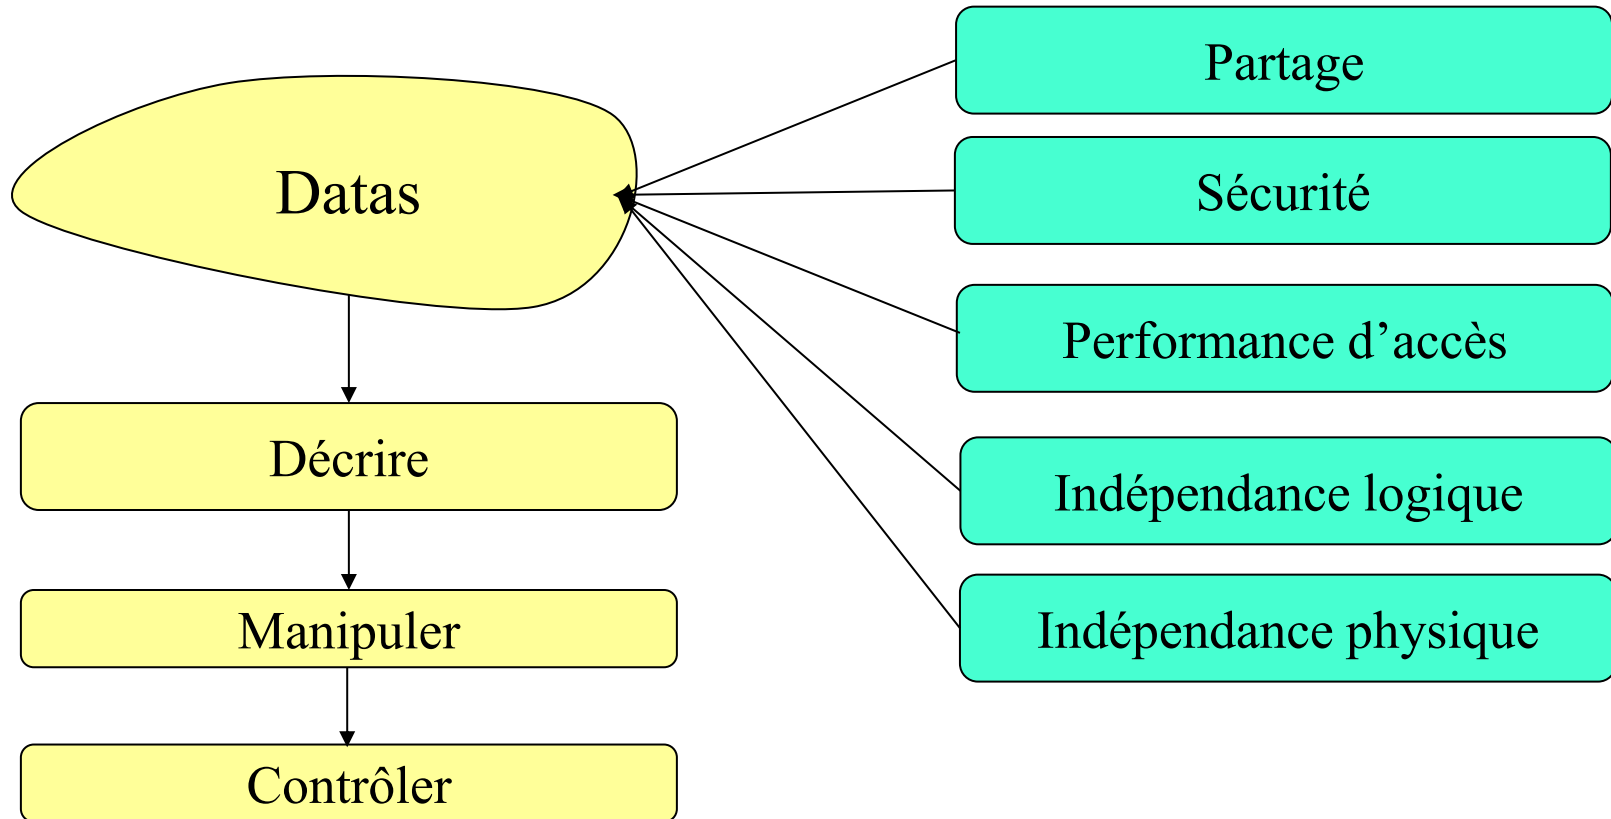 Datas
Décrire
Manipuler
Contrôler
Partage
Sécurité
Performance d’accès
Indépendance logique
Indépendance physique